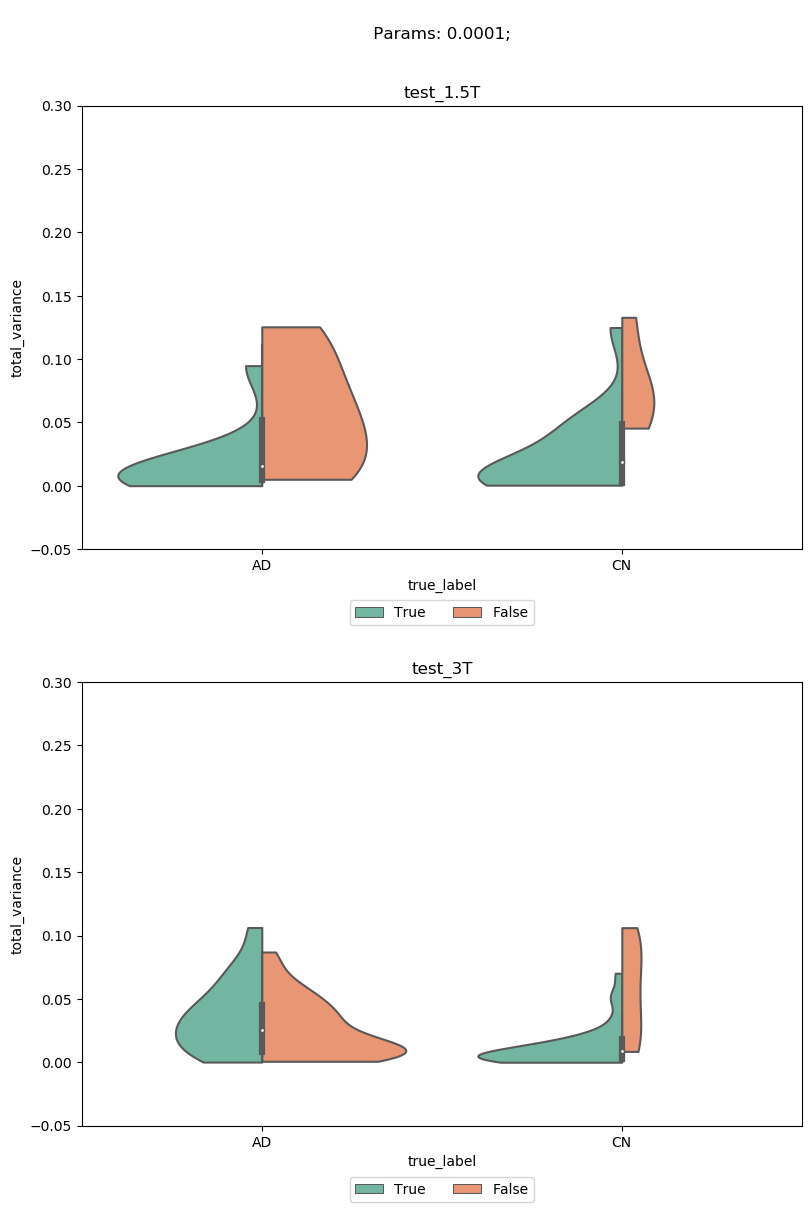 Params: 0.0001;
test_1.5T
0.30
0.25
0.20
0.15
0.10
0.05
0.00
−0.05
total_variance
AD CN
true_label
True False
test_3T
0.30
0.25
0.20
0.15
0.10
0.05
0.00
−0.05
total_variance
AD CN
true_label
True False